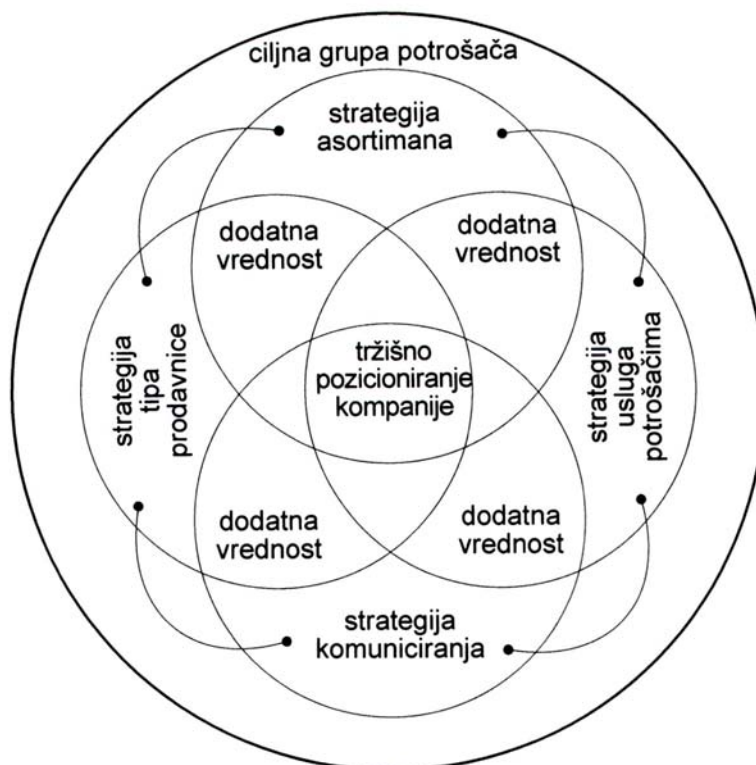 ciljna grupa potrošača
strategija
asortimana
dodatna
vrednost
dodatna
vrednost
strategija
tipa
prodavnice
tržišno
pozicioniranje
kompanije
strategija
usluga
potrošačima
dodatna
vrednost
dodatna
vrednost
strategija
komuniciranja